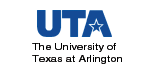 UTA
The University of
Texas at Arlington